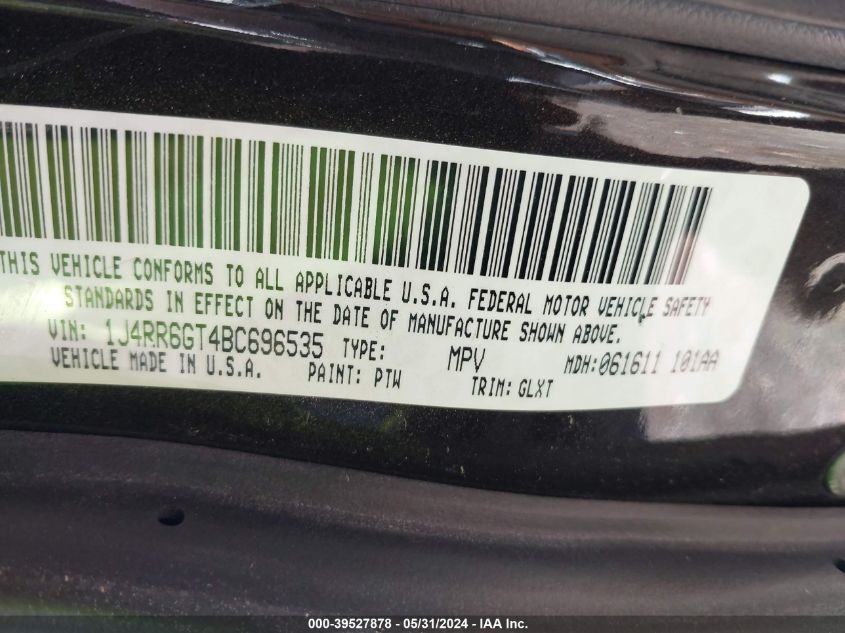 THIS VEHICLE CONFORMS TO ALL APPLICABLE U.S.A. FEDERAL MOTOR VEHICLE SAFETY
STANDARDS IN EFFECT ON THE DATE OF MANUFACTURE SHOWN ABOVE.
VIN: 1J4RR6GT4BC696535 TYPE: MPV MDH:061611 101AA
VEHICLE MADE IN U.S.A. PAINT: PTW TRIM: GLXT
000-39527878 - 05/31/2024 - IAA Inc.